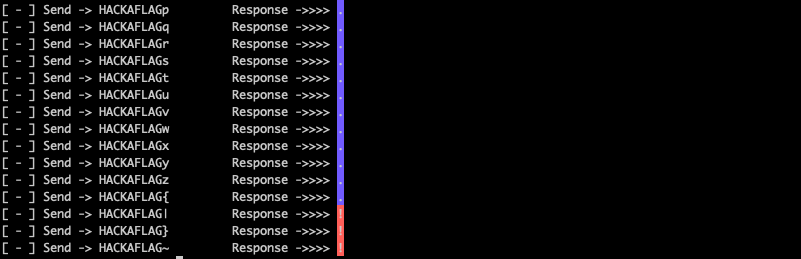 [ - ] Send -> HACKAFLAGp Response ->>>> .
[ - ] Send -> HACKAFLAGq Response ->>>> .
[ - ] Send -> HACKAFLAGr Response ->>>> .
[ - ] Send -> HACKAFLAGs Response ->>>> .
[ - ] Send -> HACKAFLAGt Response ->>>> .
[ - ] Send -> HACKAFLAGu Response ->>>> .
[ - ] Send -> HACKAFLAGv Response ->>>> .
[ - ] Send -> HACKAFLAGw Response ->>>> .
[ - ] Send -> HACKAFLAGx Response ->>>> .
[ - ] Send -> HACKAFLAGy Response ->>>> .
[ - ] Send -> HACKAFLAGz Response ->>>> .
[ - ] Send -> HACKAFLAG{ Response ->>>> .
[ - ] Send -> HACKAFLAG| Response ->>>> !
[ - ] Send -> HACKAFLAG} Response ->>>> !
[ - ] Send -> HACKAFLAG~ Response ->>>> !